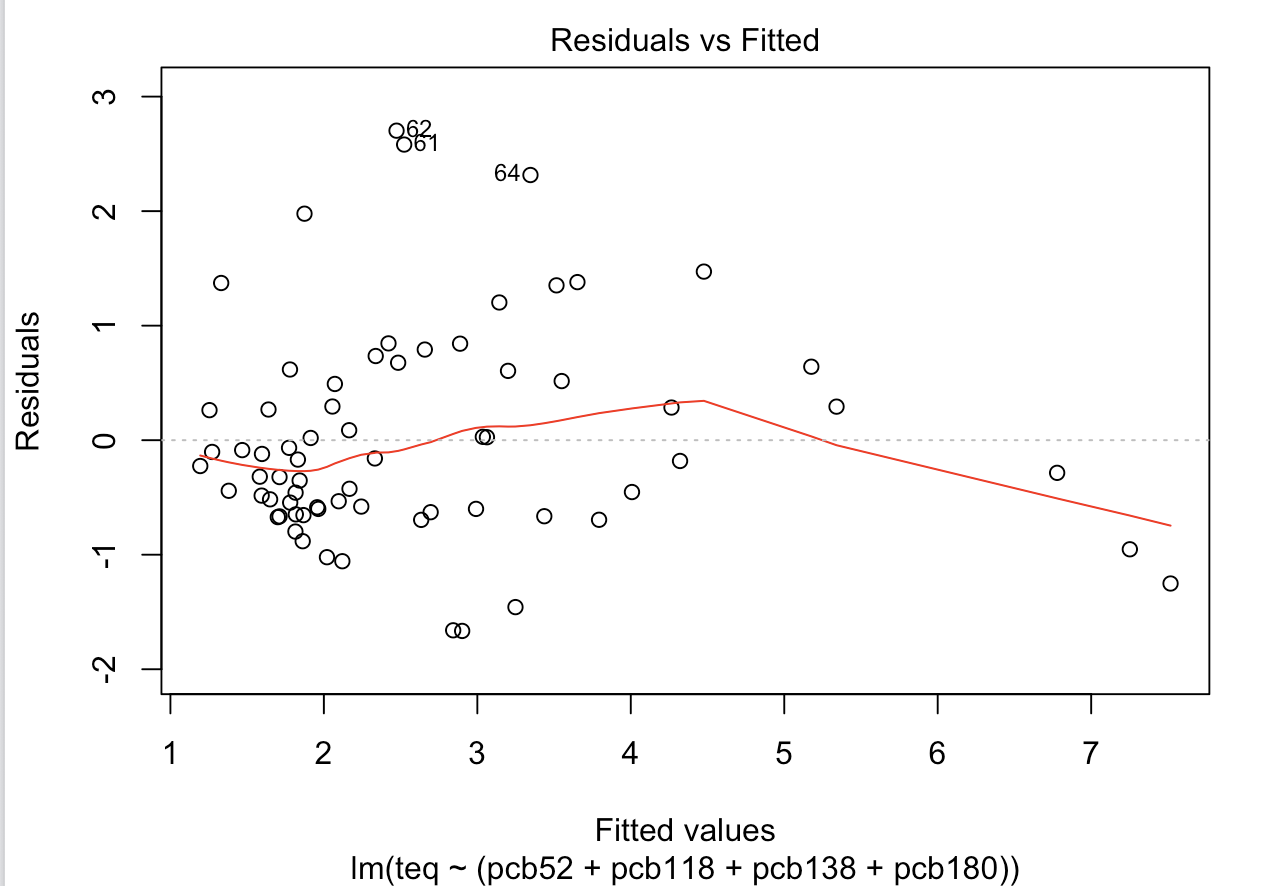 Residuals vs Fitted
3
2
1
0
-1
-2
Residuals
62
61
64
1 2 3 4 5 6 7
Fitted values
lm(teq ~ (pcb52 + pcb118 + pcb138 + pcb180))